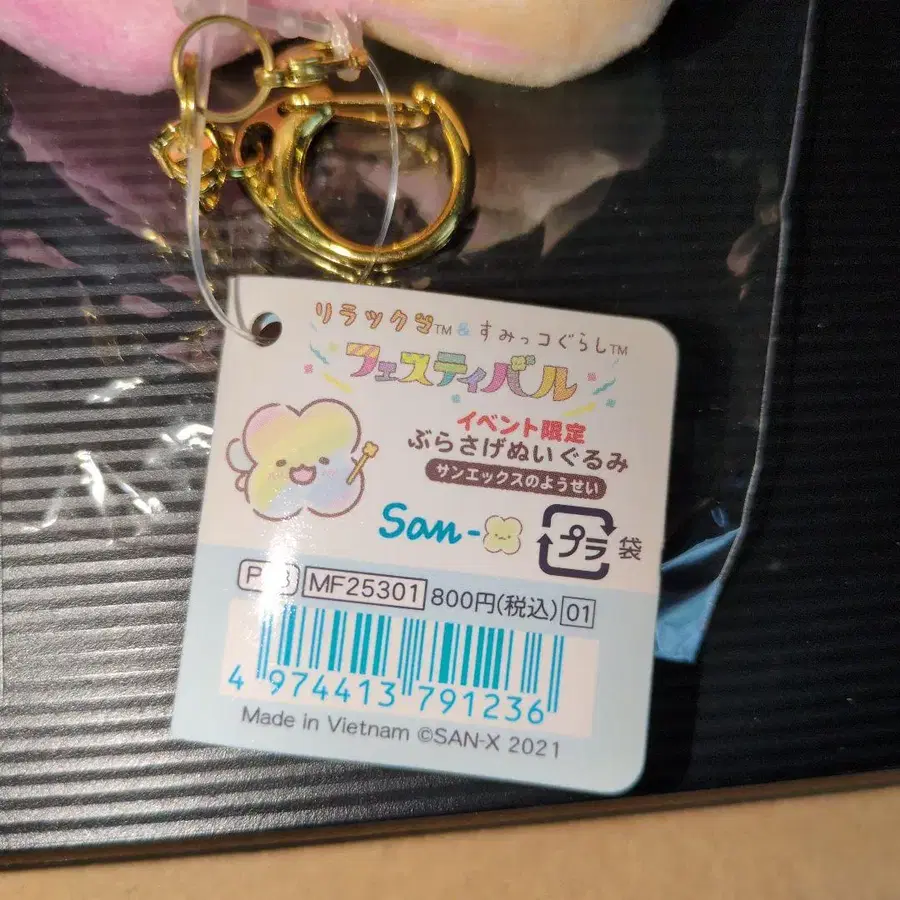 リラックマ™ & すみっコぐらし™
フェスティバル
イベント限定
ぶらさげぬいぐるみ
サンエックスのようせい
San-
プラ 袋
MF25301 800円(税込) 01
4 974413 791236
Made in Vietnam ©SAN-X 2021